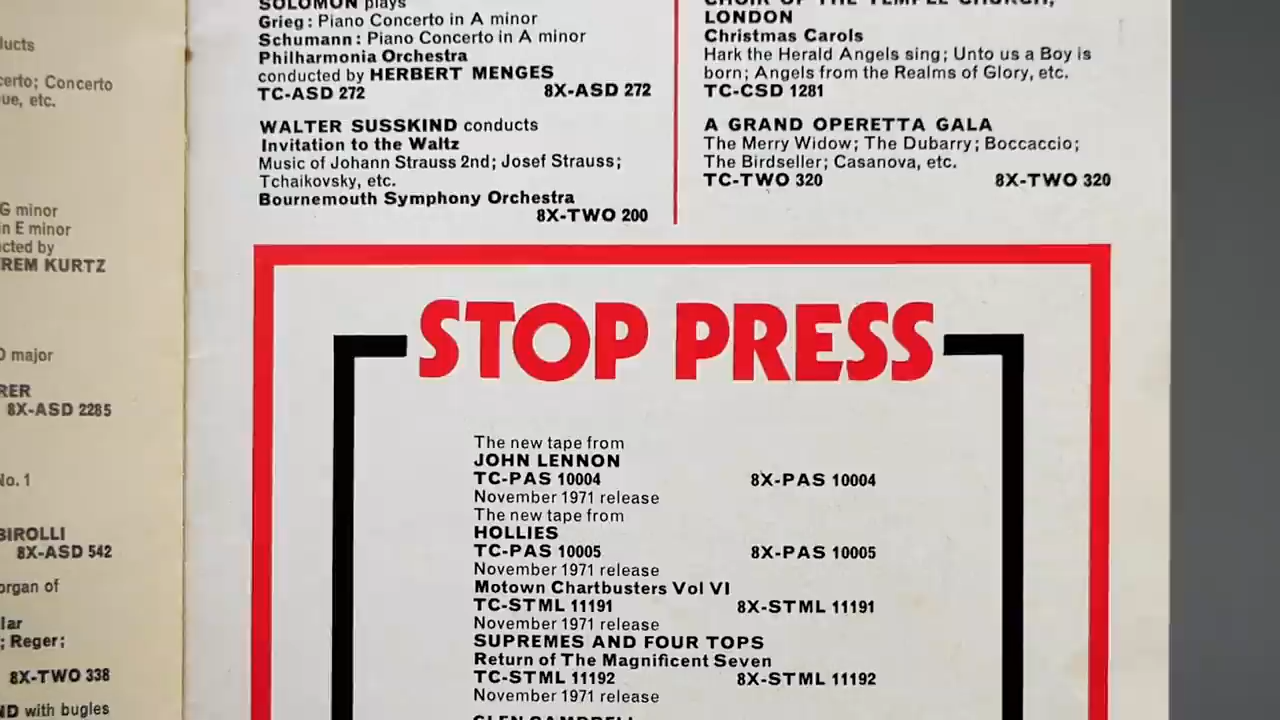 ducts
certo; Concerto
ue, etc.
G minor
in E minor
cted by
REM KURTZ
D major
RER
8X-ASD 2285
No. 1
BIROLLI
8X-ASD 542
organ of
lar
; Reger;
8X-TWO 338
ND with bugles
SOLOMON plays
Grieg: Piano Concerto in A minor
Schumann: Piano Concerto in A minor
Philharmonia Orchestra
conducted by HERBERT MENGES
TC-ASD 272 8X-ASD 272
WALTER SUSSKIND conducts
Invitation to the Waltz
Music of Johann Strauss 2nd; Josef Strauss;
Tchaikovsky, etc.
Bournemouth Symphony Orchestra
8X-TWO 200
CHOIR OF THE TEMPLE CHURCH,
LONDON
Christmas Carols
Hark the Herald Angels sing; Unto us a Boy is
born; Angels from the Realms of Glory, etc.
TC-CSD 1281
A GRAND OPERETTA GALA
The Merry Widow; The Dubarry; Boccaccio;
The Birdseller; Casanova, etc.
TC-TWO 320 8X-TWO 320
STOP PRESS
The new tape from
JOHN LENNON
TC-PAS 10004 8X-PAS 10004
November 1971 release
The new tape from
HOLLIES
TC-PAS 10005 8X-PAS 10005
November 1971 release
Motown Chartbusters Vol VI
TC-STML 11191 8X-STML 11191
November 1971 release
SUPREMES AND FOUR TOPS
Return of The Magnificent Seven
TC-STML 11192 8X-STML 11192
November 1971 release
GLEN CAMPBELL